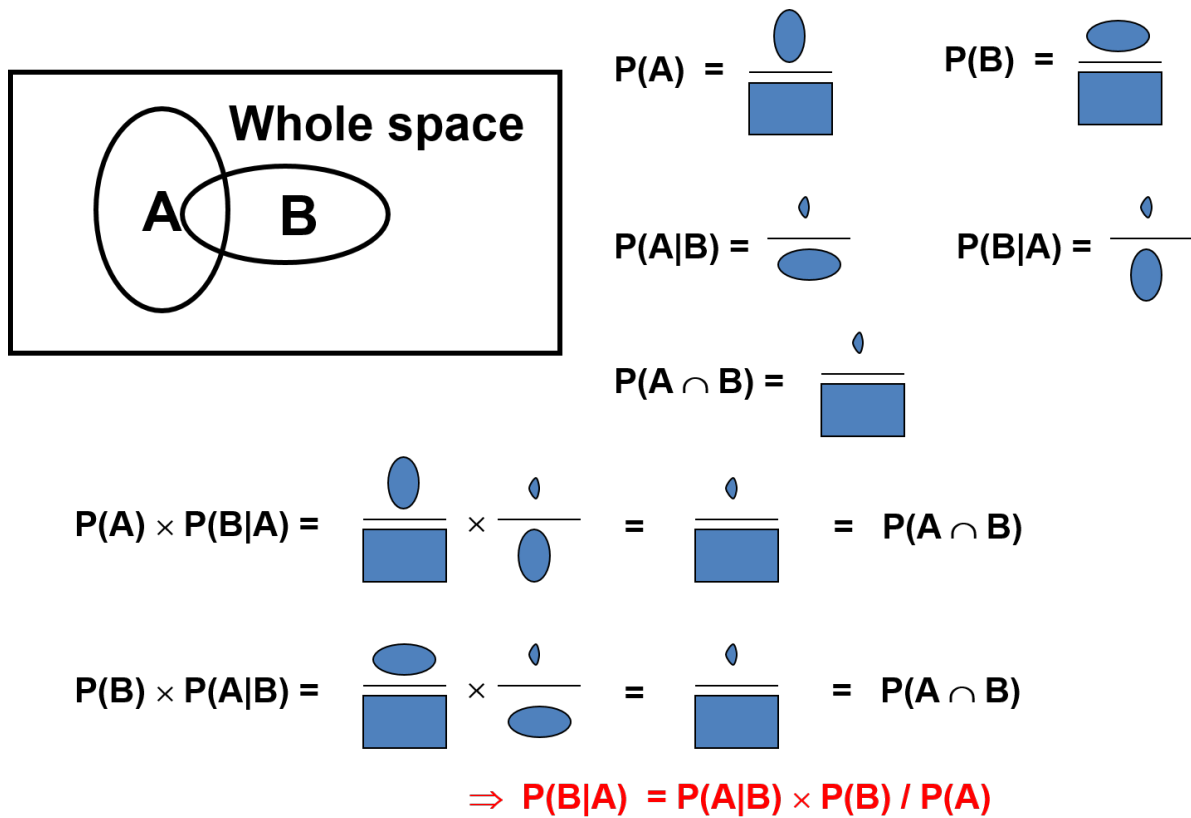 Whole space
A
B
P(A) =
P(B) =
P(A|B) =
P(B|A) =
P(A ∩ B) =
P(A) × P(B|A) = × = = P(A ∩ B)
P(B) × P(A|B) = × = = P(A ∩ B)
⇒ P(B|A) = P(A|B) × P(B) / P(A)